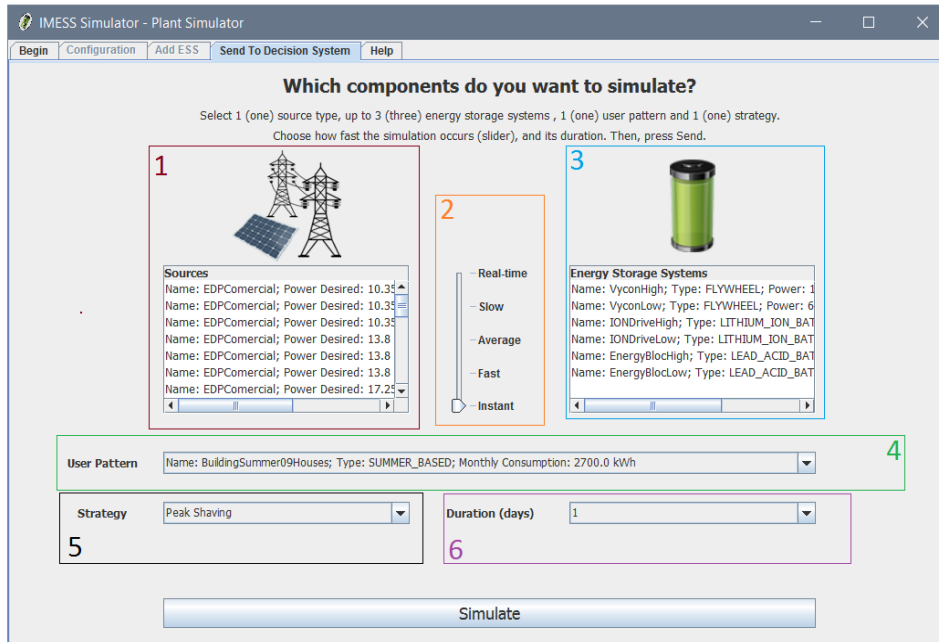 IMESS Simulator - Plant Simulator
Begin Configuration Add ESS Send To Decision System Help
Which components do you want to simulate?
Select 1 (one) source type, up to 3 (three) energy storage systems , 1 (one) user pattern and 1 (one) strategy.
Choose how fast the simulation occurs (slider), and its duration. Then, press Send.
1
Sources
Name: EDPComercial; Power Desired: 10.35
Name: EDPComercial; Power Desired: 10.35
Name: EDPComercial; Power Desired: 10.35
Name: EDPComercial; Power Desired: 13.8
Name: EDPComercial; Power Desired: 13.8
Name: EDPComercial; Power Desired: 13.8
Name: EDPComercial; Power Desired: 17.25
2
Real-time
Slow
Average
Fast
Instant
3
Energy Storage Systems
Name: VyconHigh; Type: FLYWHEEL; Power: 1
Name: VyconLow; Type: FLYWHEEL; Power: 6
Name: IONDriveHigh; Type: LITHIUM_ION_BAT
Name: IONDriveLow; Type: LITHIUM_ION_BAT
Name: EnergyBlocHigh; Type: LEAD_ACID_BAT
Name: EnergyBlocLow; Type: LEAD_ACID_BAT
4
User Pattern Name: BuildingSummer09Houses; Type: SUMMER_BASED; Monthly Consumption: 2700.0 kWh
Strategy Peak Shaving
5
Duration (days) 1
6
Simulate